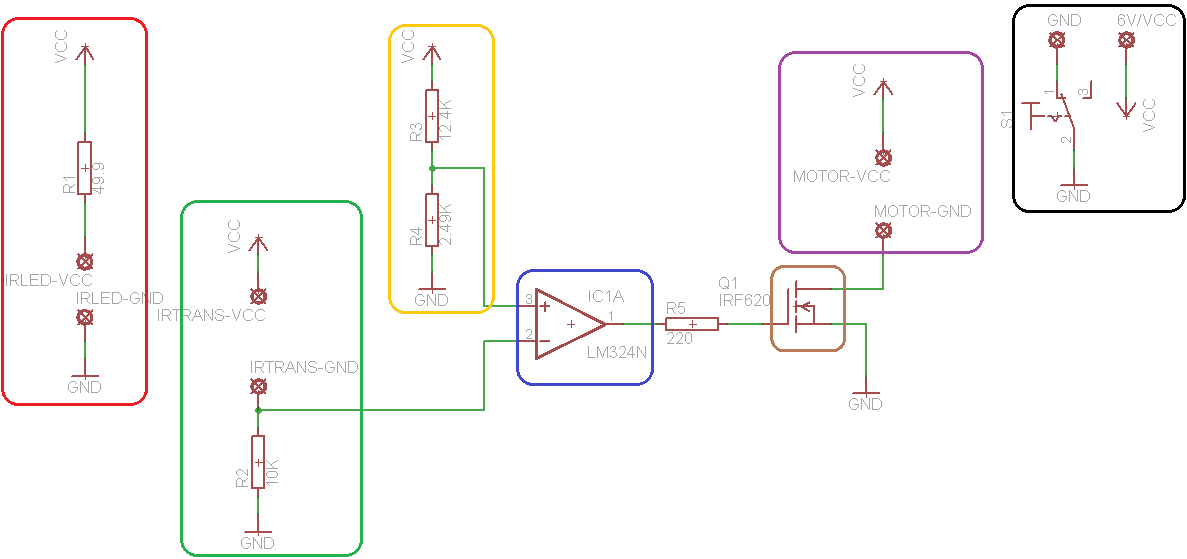 VCC
R1
49.9
IRLED-VCC
IRLED-GND
GND
VCC
IRTRANS-VCC
IRTRANS-GND
R2
10K
GND
VCC
R3
12.4K
R4
2.49K
GND
3
2
1
IC1A
LM324N
R5
220
Q1
IRF620
GND
VCC
MOTOR-VCC
MOTOR-GND
GND
6V/VCC
1
3
S1
2
VCC
GND